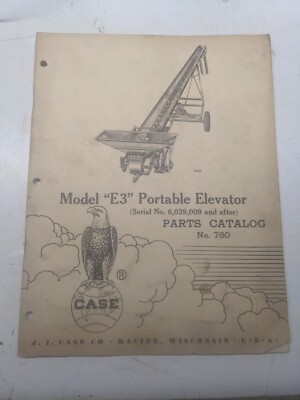 Model "E3" Portable Elevator
(Serial No. 6,039,009 and after)
PARTS CATALOG
No. 760
®
CASE
J. I. CASE CO - RACINE, WISCONSIN - U.S.A.